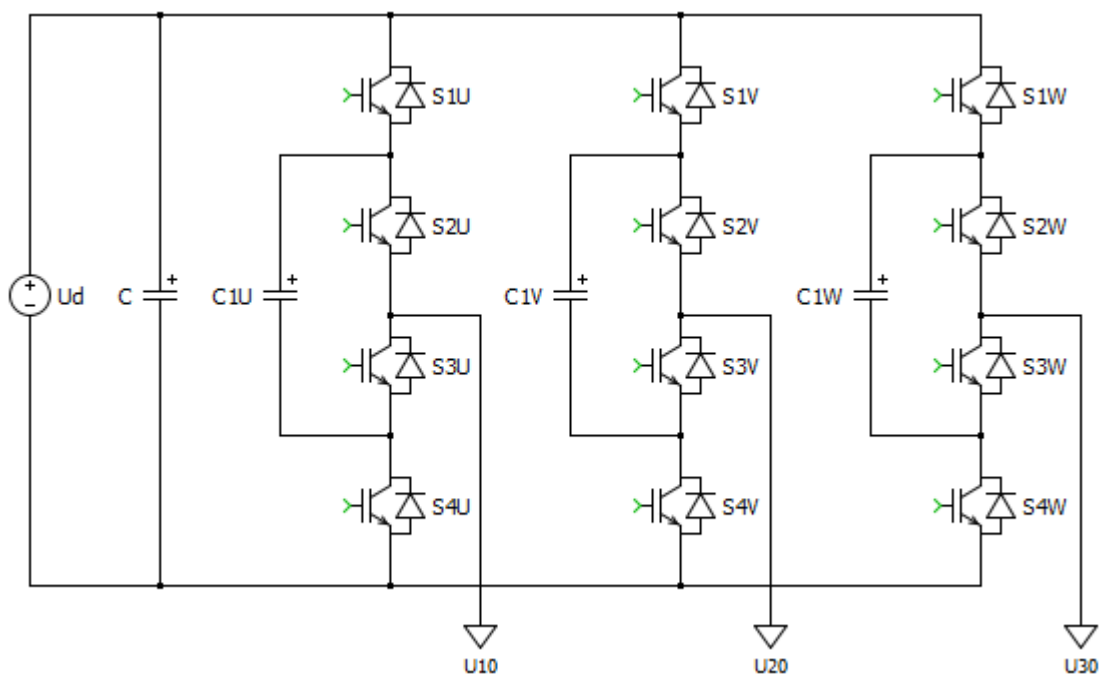 S1U S1V S1W
S2U S2V S2W
+ Ud C + C1U + C1V + C1W +
-
S3U S3V S3W
S4U S4V S4W
U10 U20 U30